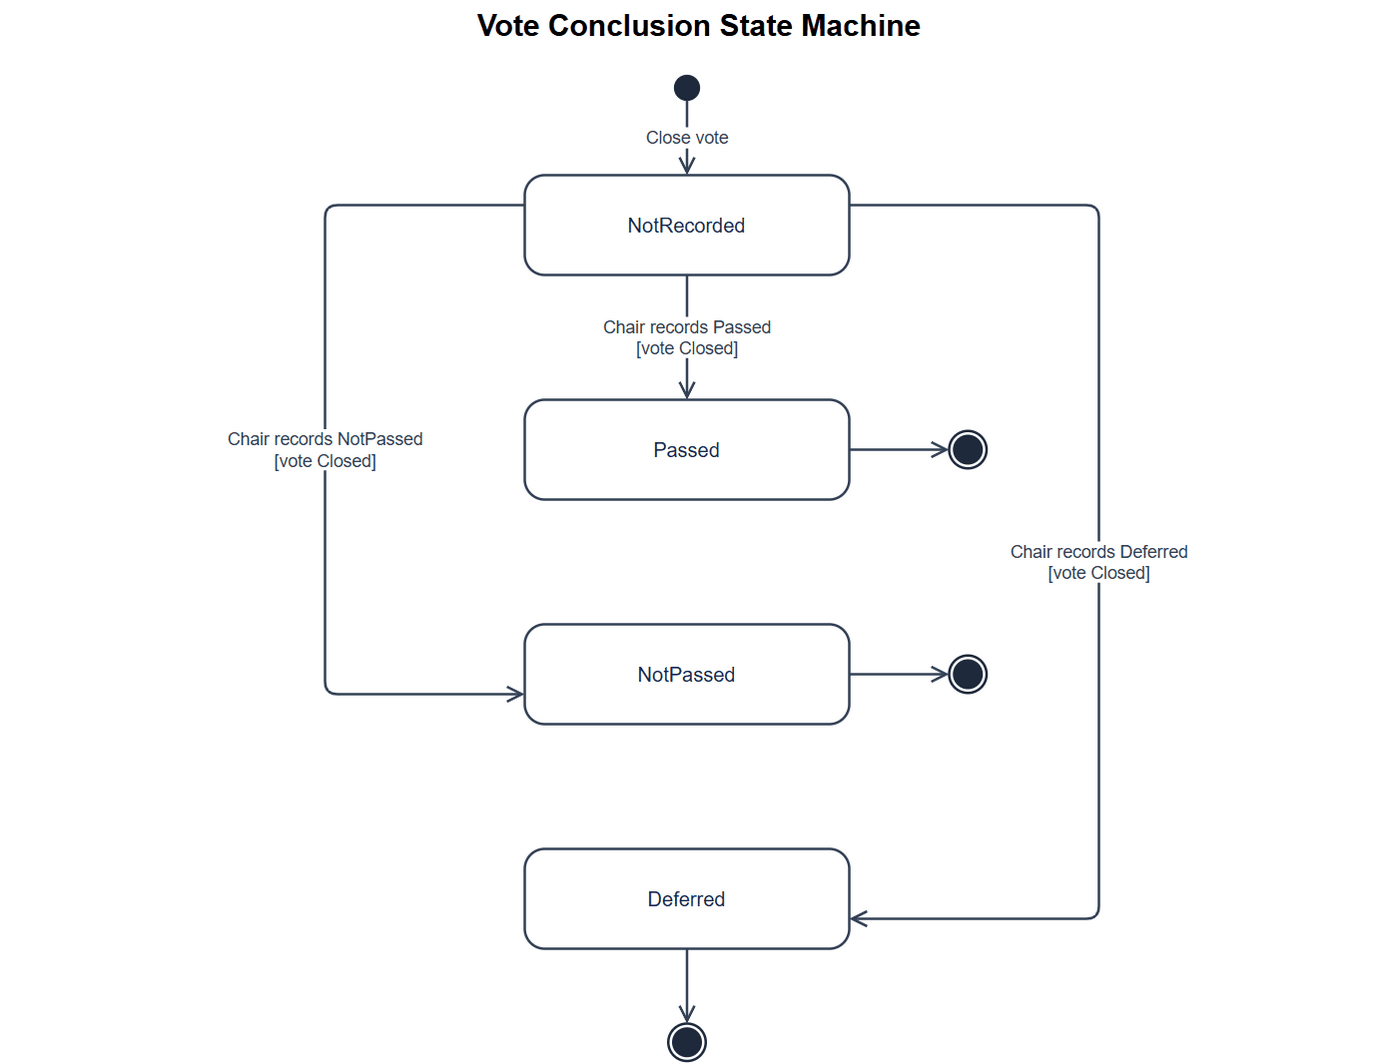 Vote Conclusion State Machine
Close vote
NotRecorded
Chair records Passed
[vote Closed]
Chair records NotPassed
[vote Closed]
Passed
Chair records Deferred
[vote Closed]
NotPassed
Deferred